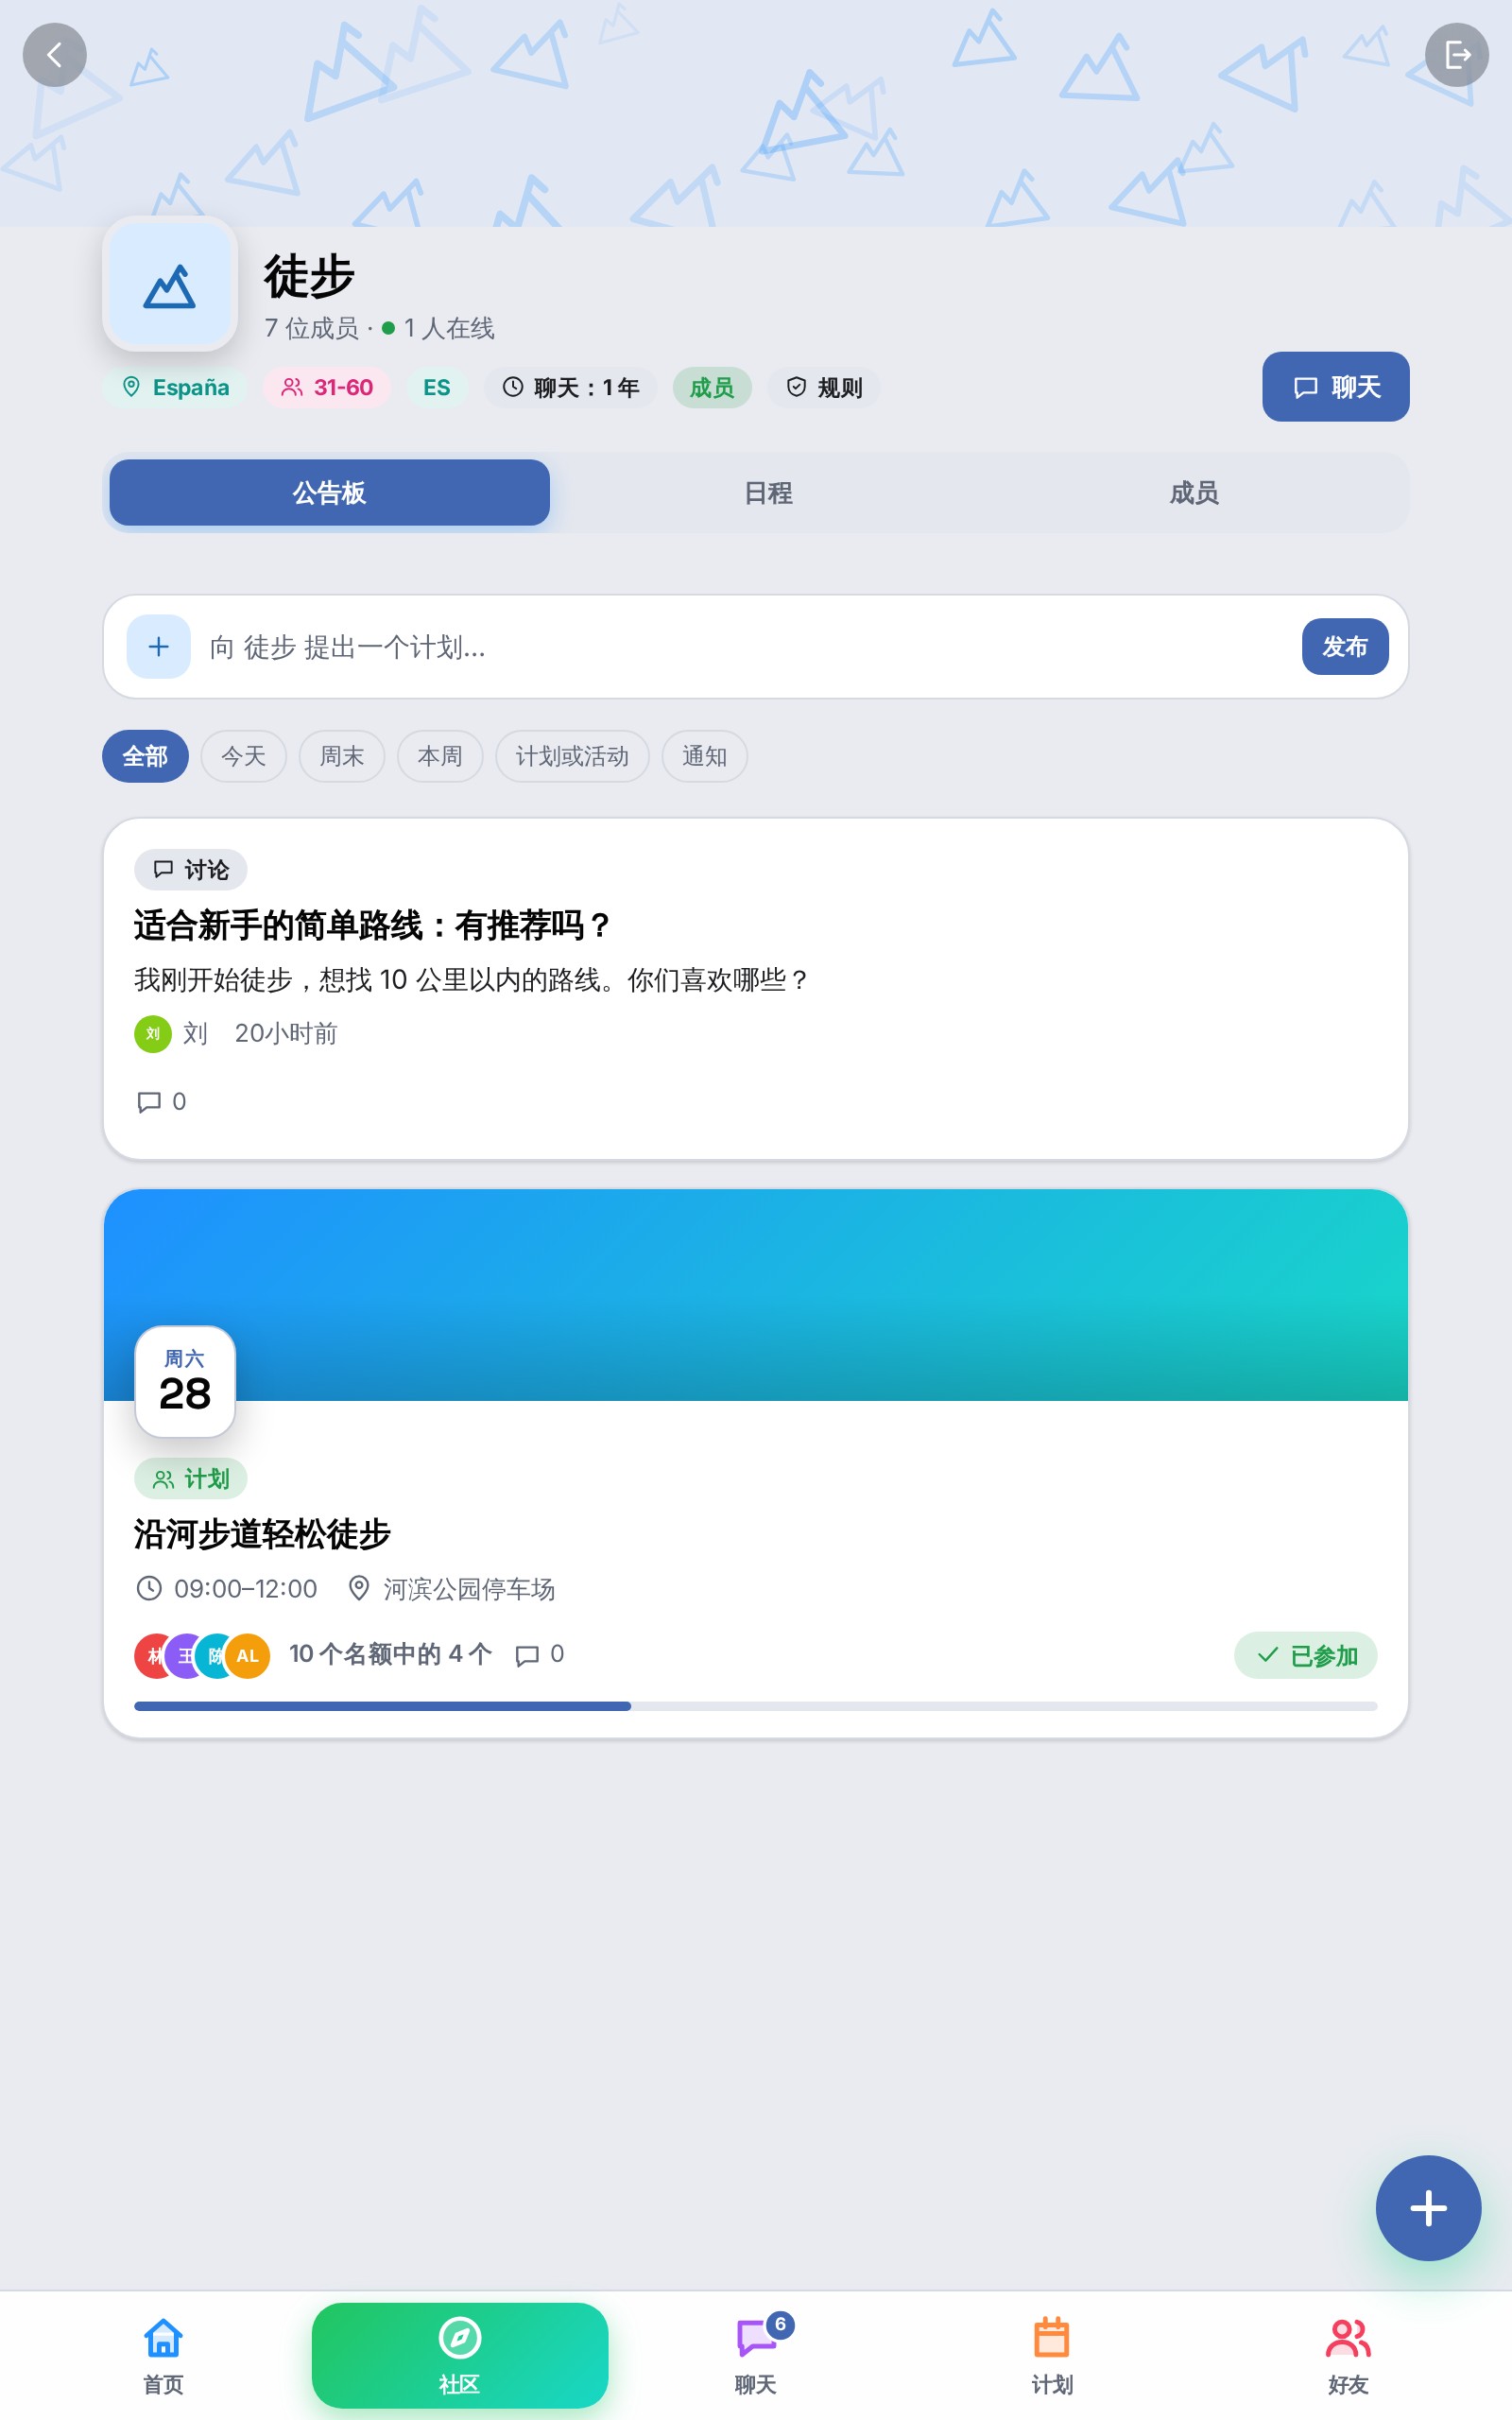 徒步
7 位成员 · 1 人在线
España 31-60 ES 聊天：1 年 成员 规则
聊天
公告板 日程 成员
向 徒步 提出一个计划...
发布
全部 今天 周末 本周 计划或活动 通知
讨论
适合新手的简单路线：有推荐吗？
我刚开始徒步，想找 10 公里以内的路线。你们喜欢哪些？
刘 刘 20小时前
0
周六
28
计划
沿河步道轻松徒步
09:00–12:00 河滨公园停车场
林 王 陈 AL 10 个名额中的 4 个 0 已参加
6
首页 社区 聊天 计划 好友